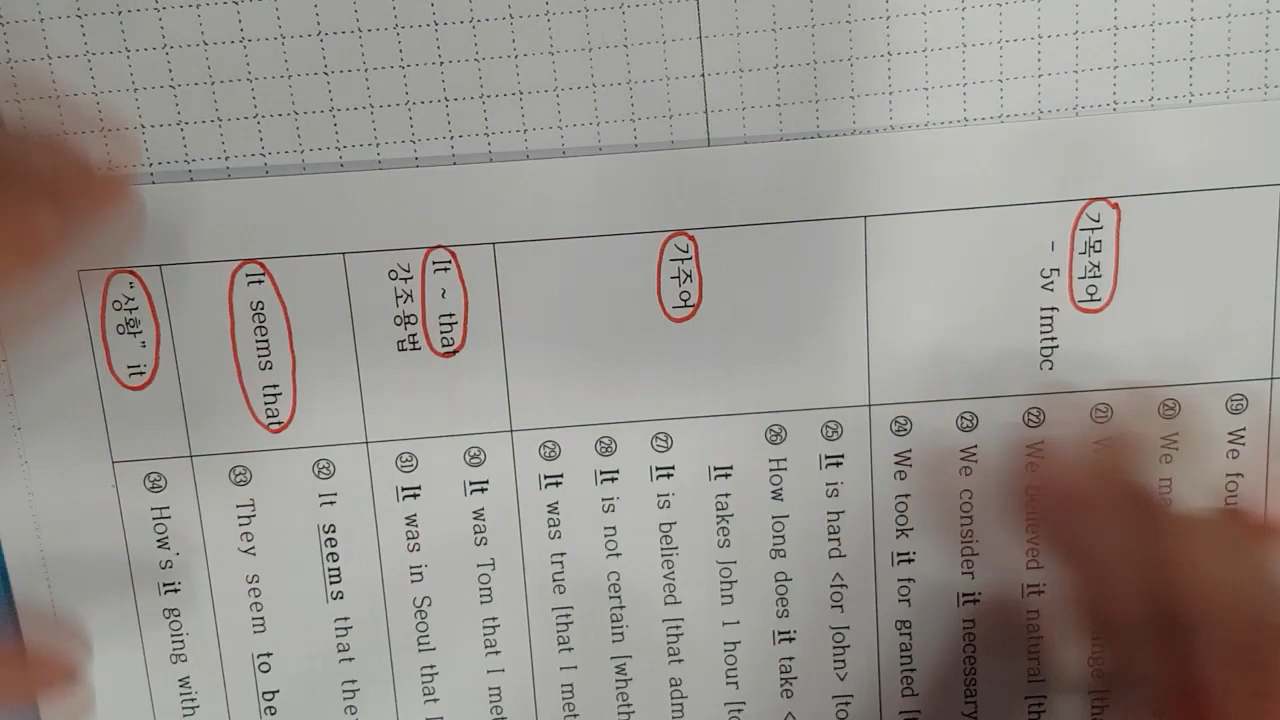 가목적어
- 5v fmtbc
⑲ We fou
⑳ We ma
㉑ W nge [th
㉒ We believed it natural [th
㉓ We consider it necessary
㉔ We took it for granted [t
가주어
㉕ It is hard <for John> [to
㉖ How long does it take <
It takes John 1 hour [to
㉗ It is believed [that adm
㉘ It is not certain [wheth
㉙ It was true [that I met
It ~ that
강조용법
㉚ It was Tom that I met
㉛ It was in Seoul that I
It seems that
㉜ It seems that they
㉝ They seem to be
"상황" it
㉞ How's it going with